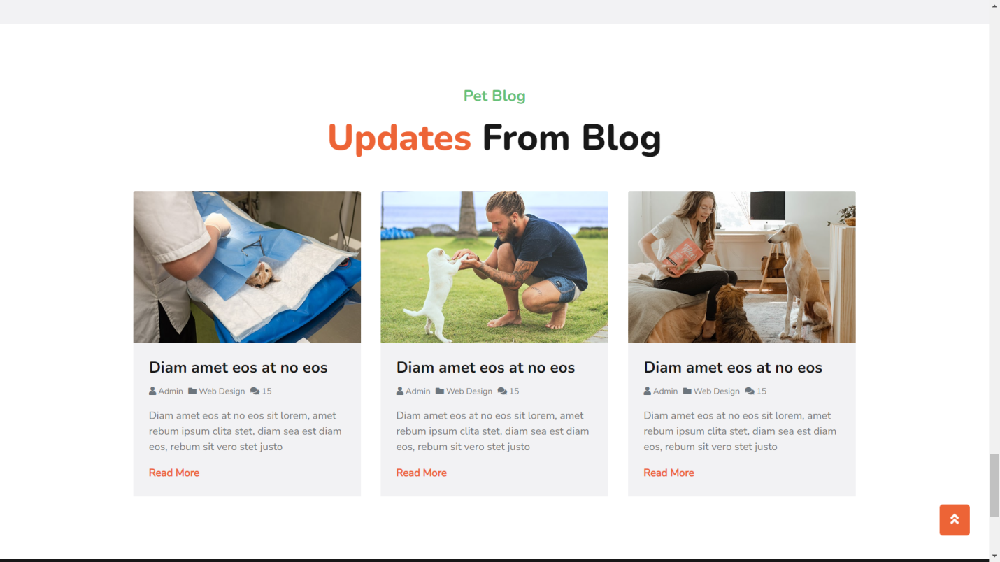 Pet Blog
Updates From Blog
Diam amet eos at no eos
Admin Web Design 15
Diam amet eos at no eos sit lorem, amet
rebum ipsum clita stet, diam sea est diam
eos, rebum sit vero stet justo
Read More
Diam amet eos at no eos
Admin Web Design 15
Diam amet eos at no eos sit lorem, amet
rebum ipsum clita stet, diam sea est diam
eos, rebum sit vero stet justo
Read More
Diam amet eos at no eos
Admin Web Design 15
Diam amet eos at no eos sit lorem, amet
rebum ipsum clita stet, diam sea est diam
eos, rebum sit vero stet justo
Read More